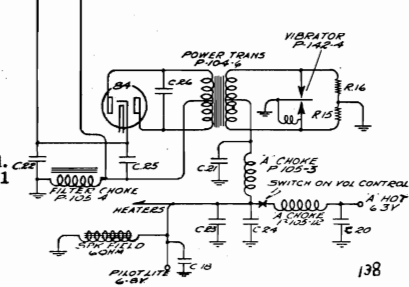 VIBRATOR
P-142-4
POWER TRANS
P-104-6
84
C26
R16
R15
C22
C25
C21
"A" CHOKE
P 105-3
1
FILTER CHOKE
P-105-4
SWITCH ON VOL CONTROL
HEATERS
'A' HOT
6.3V
A CHOKE
C23
C24
C20
SPK FIELD
6 OHM
C18
PILOT LITE
6-8V
138